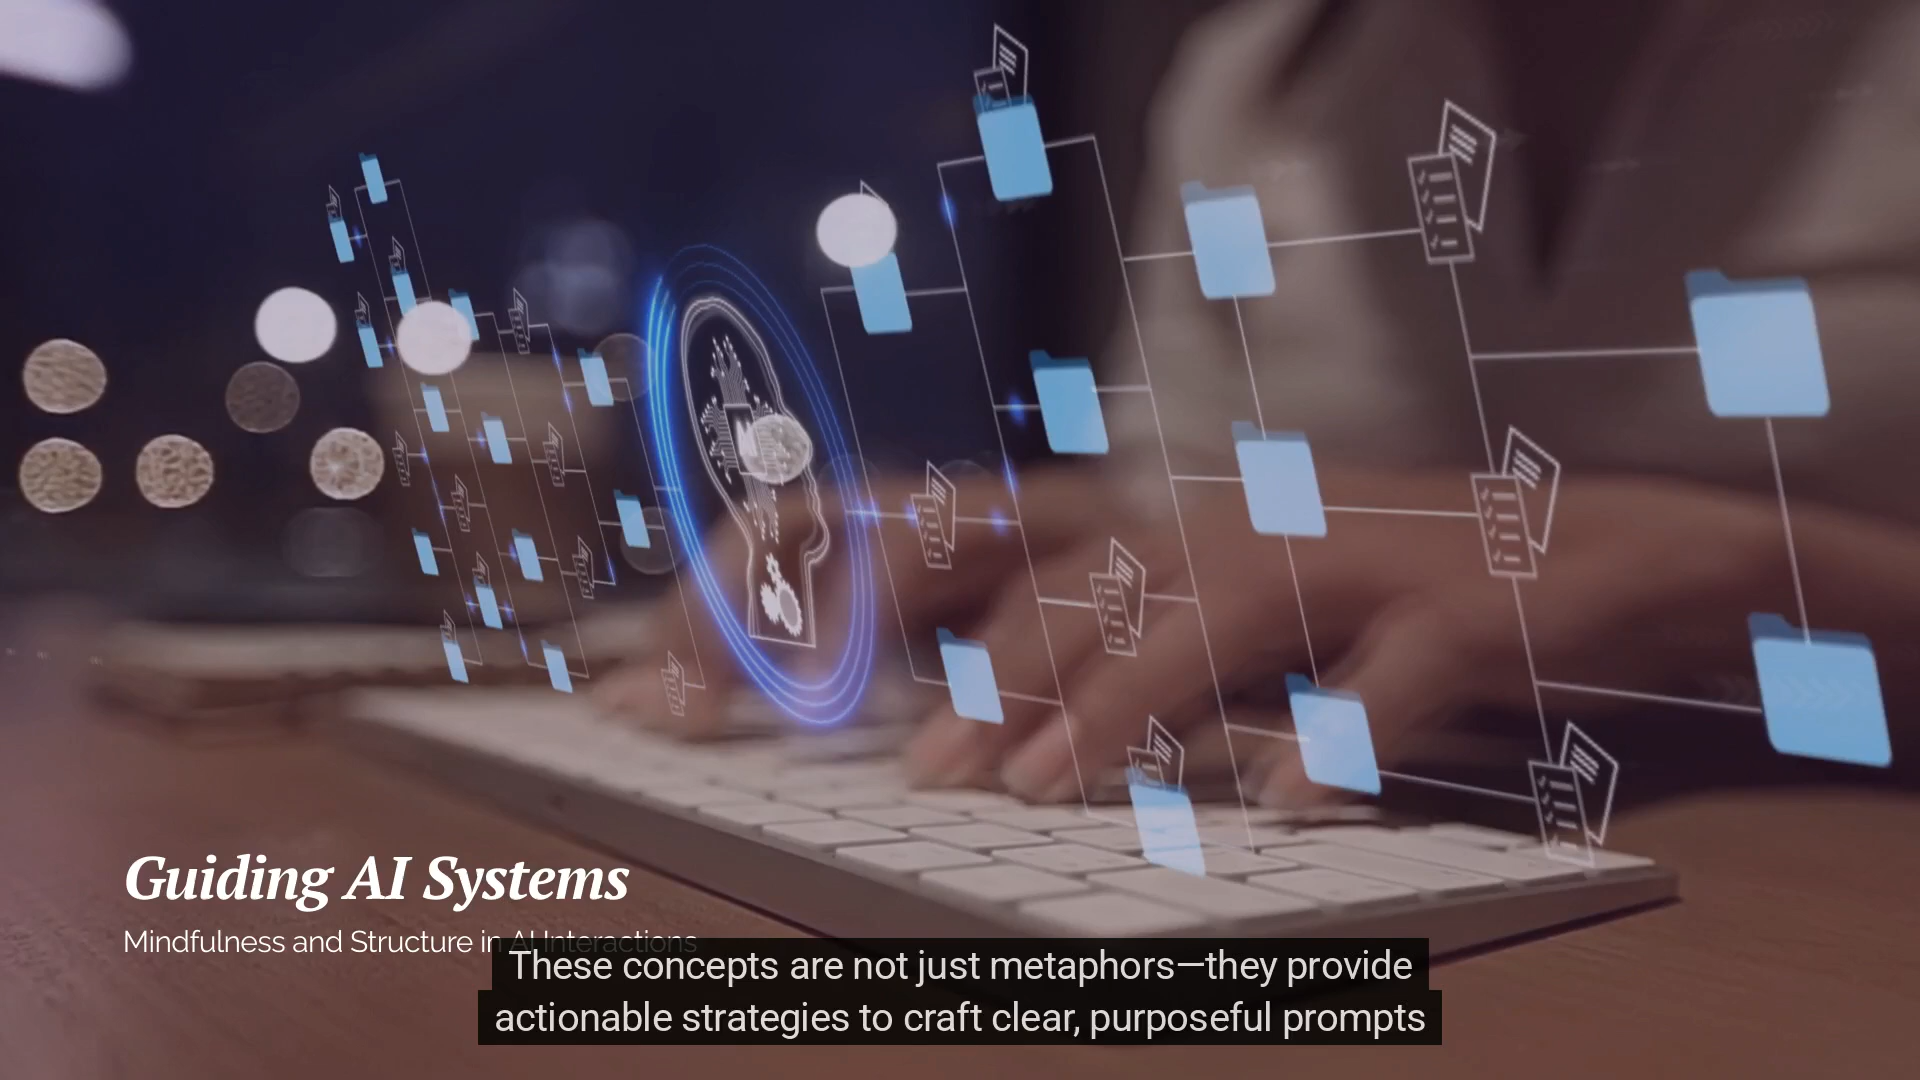 Guiding AI Systems
Mindfulness and Structure in AI Interactions
These concepts are not just metaphors—they provide
actionable strategies to craft clear, purposeful prompts